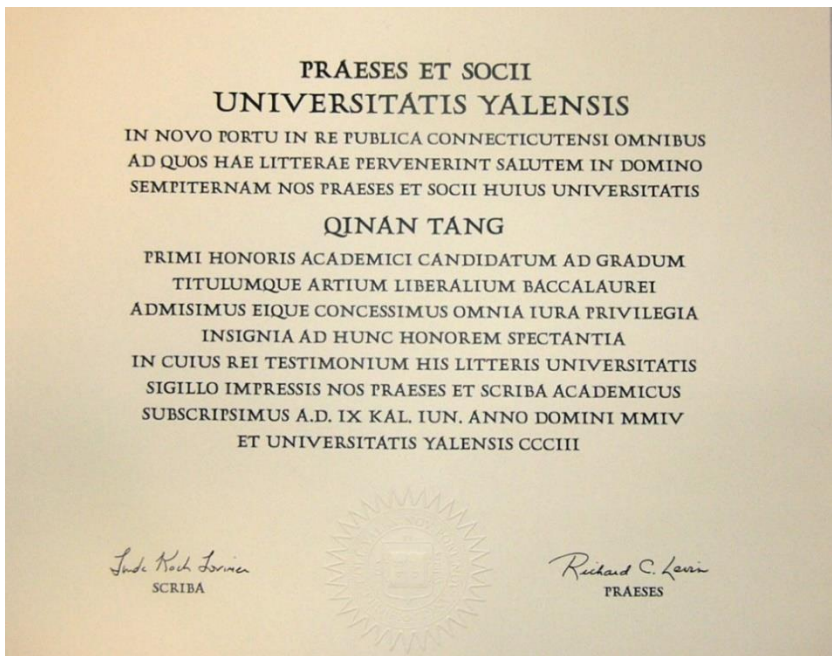 PRAESES ET SOCII
UNIVERSITATIS YALENSIS
IN NOVO PORTU IN RE PUBLICA CONNECTICUTENSI OMNIBUS
AD QUOS HAE LITTERAE PERVENERINT SALUTEM IN DOMINO
SEMPITERNAM NOS PRAESES ET SOCII HUIUS UNIVERSITATIS
QINAN TANG
PRIMI HONORIS ACADEMICI CANDIDATUM AD GRADUM
TITULUMQUE ARTIUM LIBERALIUM BACCALAUREI
ADMISIMUS EIQUE CONCESSIMUS OMNIA IURA PRIVILEGIA
INSIGNIA AD HUNC HONOREM SPECTANTIA
IN CUIUS REI TESTIMONIUM HIS LITTERIS UNIVERSITATIS
SIGILLO IMPRESSIS NOS PRAESES ET SCRIBA ACADEMICUS
SUBSCRIPSIMUS A.D. IX KAL. IUN. ANNO DOMINI MMIV
ET UNIVERSITATIS YALENSIS CCCIII
Koch
SCRIBA
Richard C. Levin
PRAESES